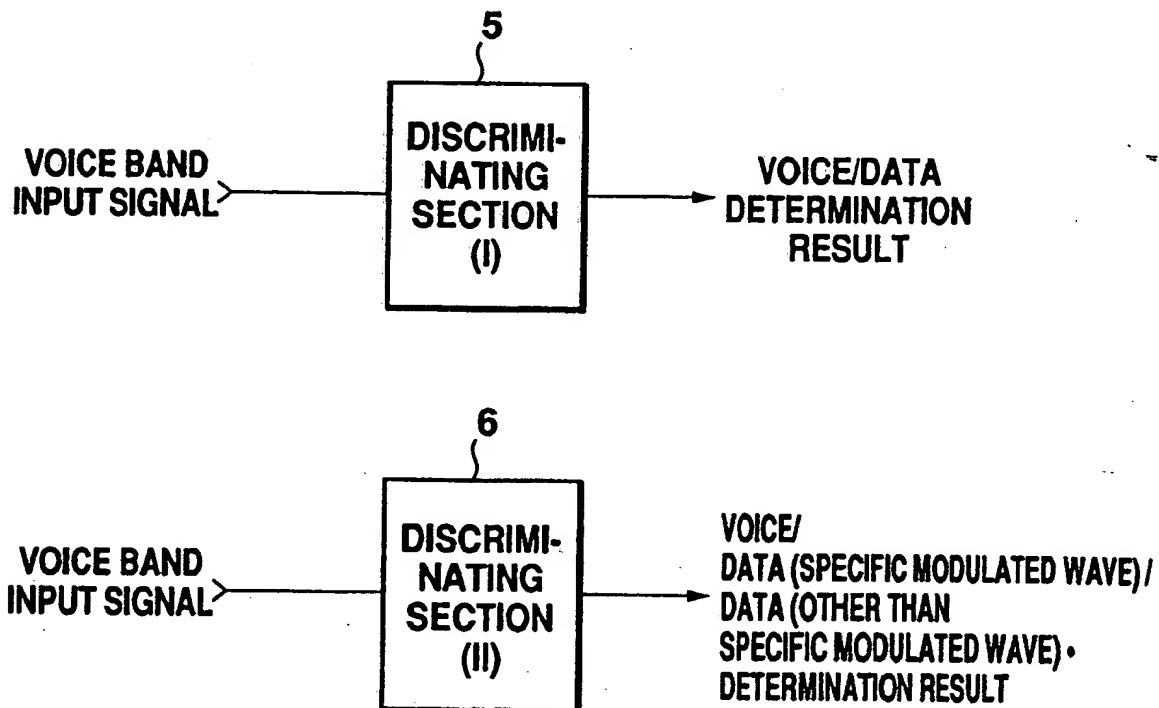 5
VOICE BAND
INPUT SIGNAL
DISCRIMI-
NATING
SECTION
(I)
VOICE/DATA
DETERMINATION
RESULT
6
VOICE BAND
INPUT SIGNAL
DISCRIMI-
NATING
SECTION
(II)
VOICE/
DATA (SPECIFIC MODULATED WAVE) /
DATA (OTHER THAN
SPECIFIC MODULATED WAVE) •
DETERMINATION RESULT